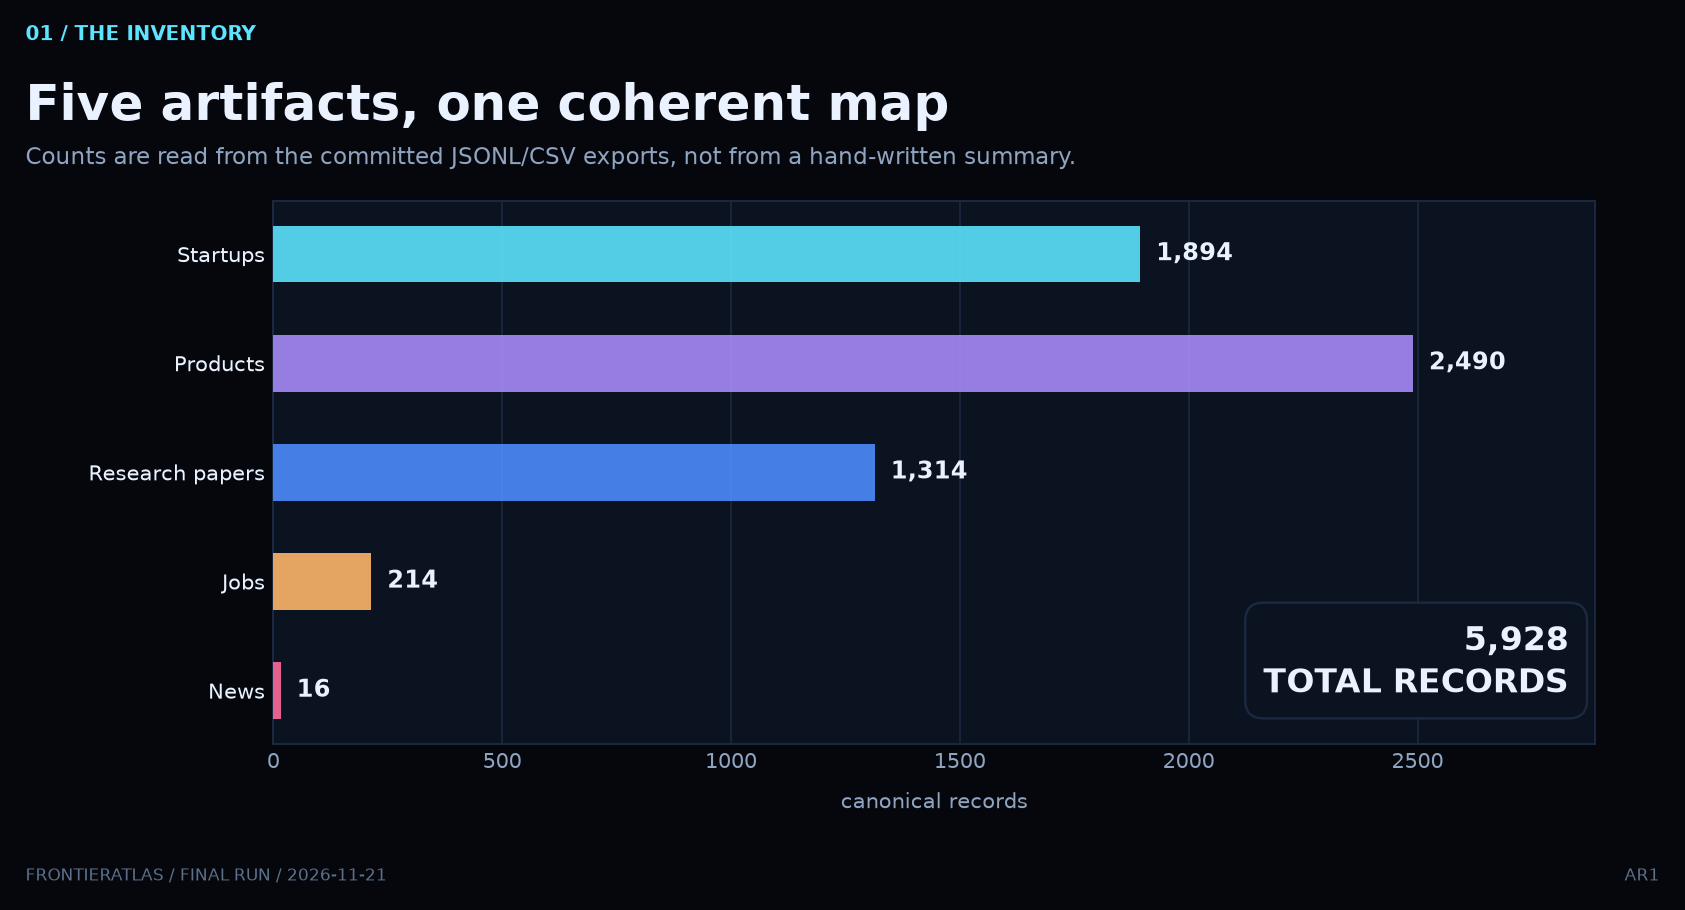 01 / THE INVENTORY
Five artifacts, one coherent map
Counts are read from the committed JSONL/CSV exports, not from a hand-written summary.
Startups
1,894
Products
2,490
Research papers
1,314
Jobs
214
News
16
5,928
TOTAL RECORDS
0 500 1000 1500 2000 2500
canonical records
FRONTIERATLAS / FINAL RUN / 2026-11-21
AR1